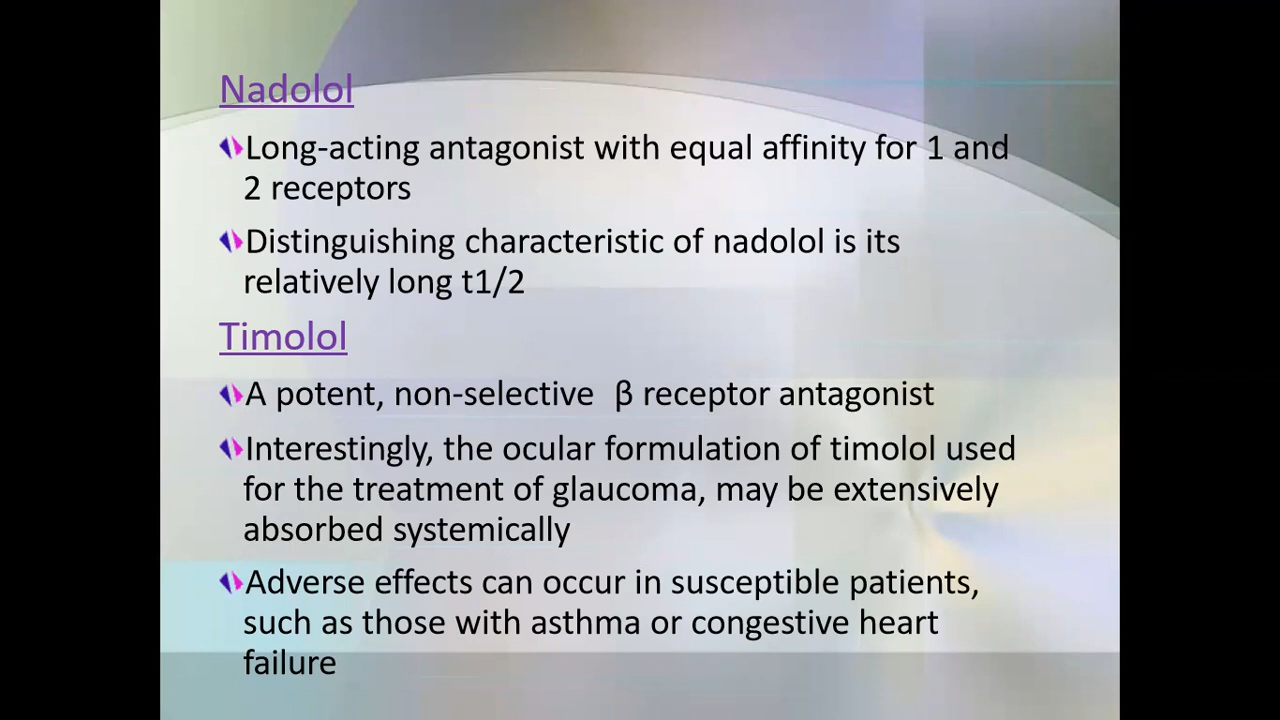 Nadolol
Long-acting antagonist with equal affinity for 1 and
2 receptors
Distinguishing characteristic of nadolol is its
relatively long t1/2
Timolol
A potent, non-selective β receptor antagonist
Interestingly, the ocular formulation of timolol used
for the treatment of glaucoma, may be extensively
absorbed systemically
Adverse effects can occur in susceptible patients,
such as those with asthma or congestive heart
failure